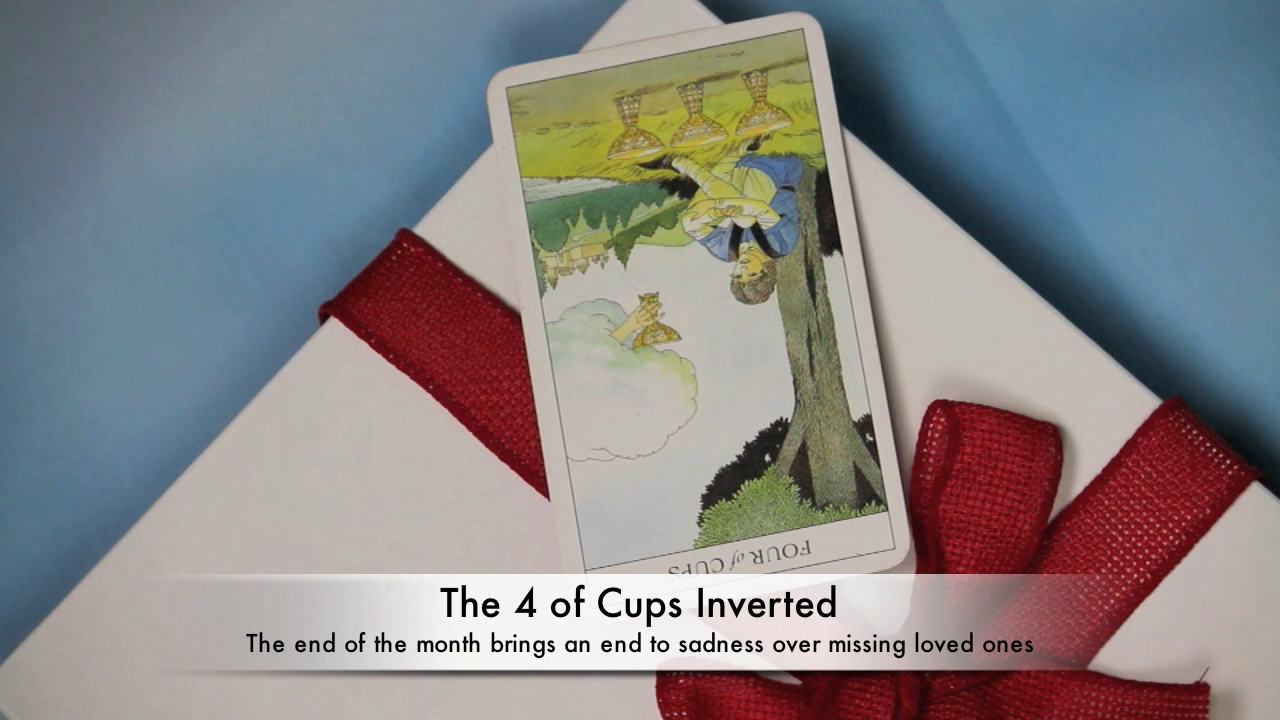 FOUR of CUPS
The 4 of Cups Inverted
The end of the month brings an end to sadness over missing loved ones